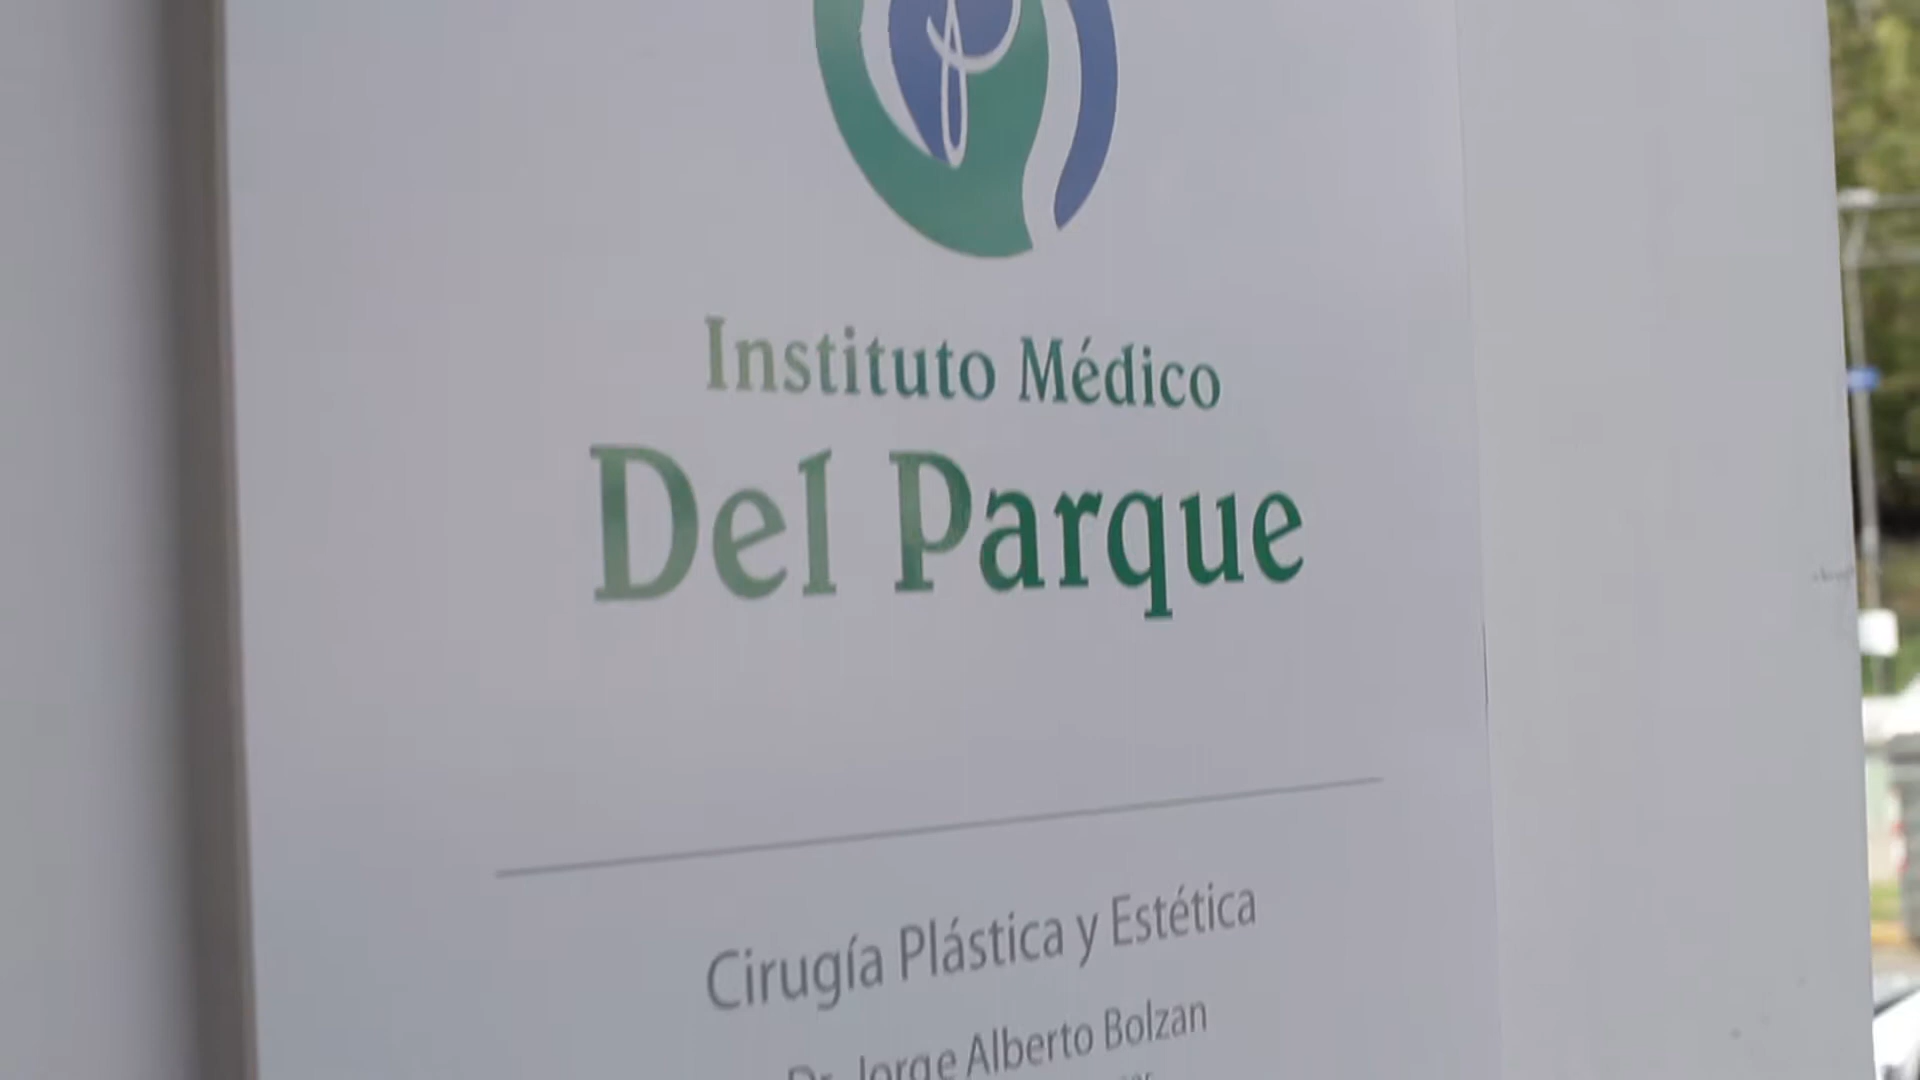 Instituto Médico
Del Parque
Cirugía Plástica y Estética
Dr. Jorge Alberto Bolzan